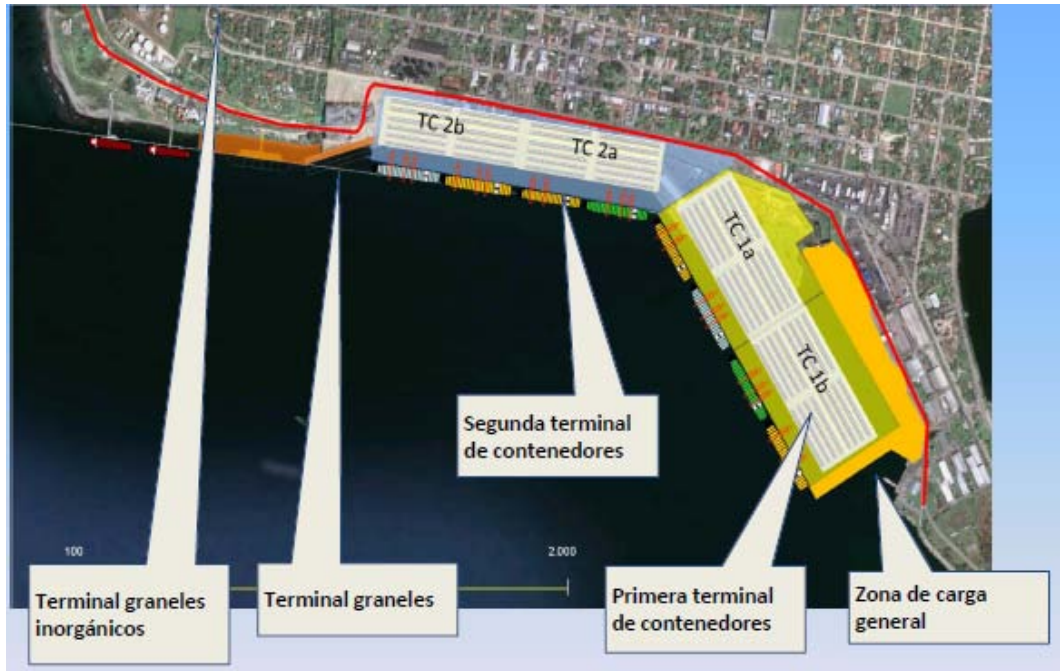 TC 2b
TC 2a
TC 1a
TC 1b
Segunda terminal
de contenedores
100
2.000
Terminal graneles
inorgánicos
Terminal graneles
Primera terminal
de contenedores
Zona de carga
general